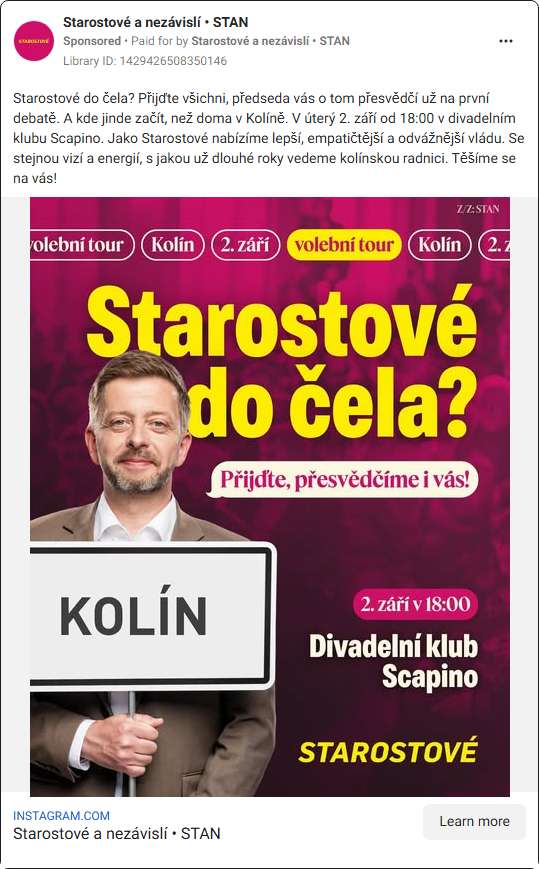 Starostové a nezávislí • STAN
Sponsored • Paid for by Starostové a nezávislí • STAN
Library ID: 1429426508350146
STAROSTOVÉ
Starostové do čela? Přijďte všichni, předseda vás o tom přesvědčí už na první
debatě. A kde jinde začít, než doma v Kolíně. V úterý 2. září od 18:00 v divadelním
klubu Scapino. Jako Starostové nabízíme lepší, empatičtější a odvážnější vládu. Se
stejnou vizí a energií, s jakou už dlouhé roky vedeme kolínskou radnici. Těšíme se
na vás!
Z/Z: STAN
volební tour Kolín 2. září volební tour Kolín 2. z
Starostové
do čela?
Přijďte, přesvědčíme i vás!
KOLÍN
2. září v 18:00
Divadelní klub
Scapino
STAROSTOVÉ
INSTAGRAM.COM
Starostové a nezávislí • STAN
Learn more